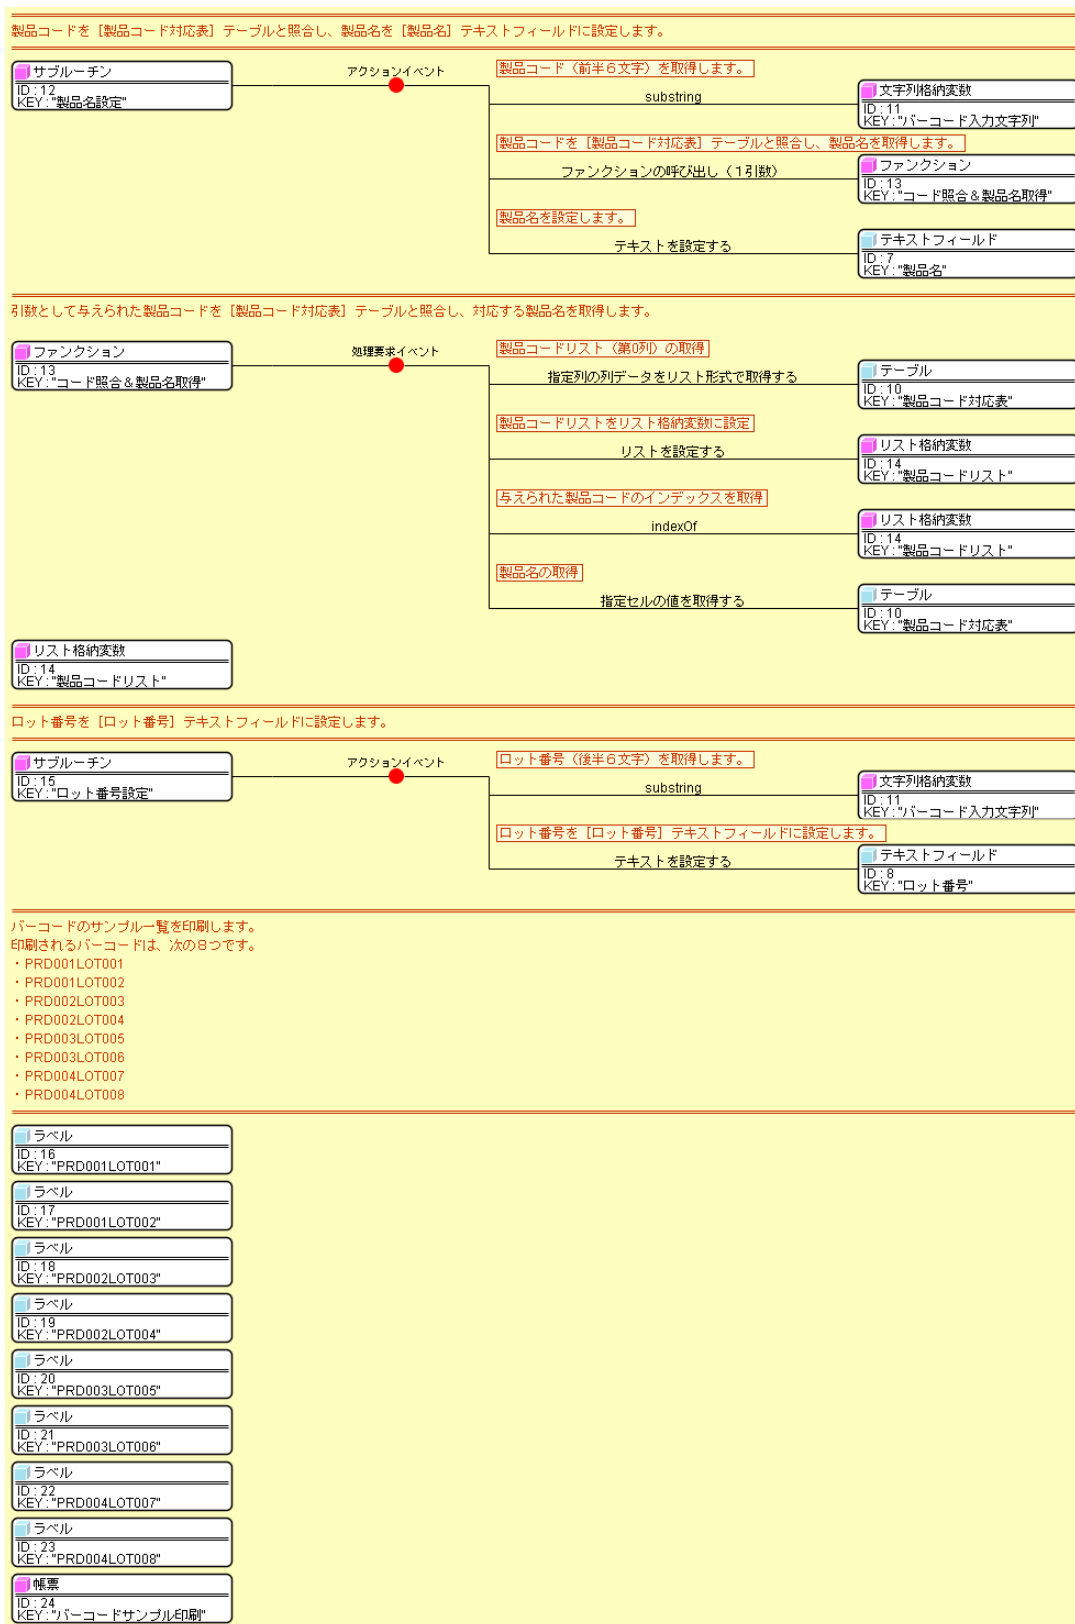 製品コードを［製品コード対応表］テーブルと照合し、製品名を［製品名］テキストフィールドに設定します。
サブルーチン
ID : 12
KEY : "製品名設定"
アクションイベント
製品コード（前半６文字）を取得します。
substring
文字列格納変数
ID : 11
KEY : "バーコード入力文字列"
製品コードを［製品コード対応表］テーブルと照合し、製品名を取得します。
ファンクションの呼び出し（１引数）
ファンクション
ID : 13
KEY : "コード照合＆製品名取得"
製品名を設定します。
テキストを設定する
テキストフィールド
ID : 7
KEY : "製品名"
引数として与えられた製品コードを［製品コード対応表］テーブルと照合し、対応する製品名を取得します。
ファンクション
ID : 13
KEY : "コード照合＆製品名取得"
処理要求イベント
製品コードリスト（第0列）の取得
指定列の列データをリスト形式で取得する
テーブル
ID : 10
KEY : "製品コード対応表"
製品コードリストをリスト格納変数に設定
リストを設定する
リスト格納変数
ID : 14
KEY : "製品コードリスト"
与えられた製品コードのインデックスを取得
indexOf
リスト格納変数
ID : 14
KEY : "製品コードリスト"
製品名の取得
指定セルの値を取得する
テーブル
ID : 10
KEY : "製品コード対応表"
リスト格納変数
ID : 14
KEY : "製品コードリスト"
ロット番号を［ロット番号］テキストフィールドに設定します。
サブルーチン
ID : 15
KEY : "ロット番号設定"
アクションイベント
ロット番号（後半６文字）を取得します。
substring
文字列格納変数
ID : 11
KEY : "バーコード入力文字列"
ロット番号を［ロット番号］テキストフィールドに設定します。
テキストを設定する
テキストフィールド
ID : 8
KEY : "ロット番号"
バーコードのサンプル一覧を印刷します。
印刷されるバーコードは、次の８つです。
・PRD001LOT001
・PRD001LOT002
・PRD002LOT003
・PRD002LOT004
・PRD003LOT005
・PRD003LOT006
・PRD004LOT007
・PRD004LOT008
ラベル
ID : 16
KEY : "PRD001LOT001"
ラベル
ID : 17
KEY : "PRD001LOT002"
ラベル
ID : 18
KEY : "PRD002LOT003"
ラベル
ID : 19
KEY : "PRD002LOT004"
ラベル
ID : 20
KEY : "PRD003LOT005"
ラベル
ID : 21
KEY : "PRD003LOT006"
ラベル
ID : 22
KEY : "PRD004LOT007"
ラベル
ID : 23
KEY : "PRD004LOT008"
帳票
ID : 24
KEY : "バーコードサンプル印刷"